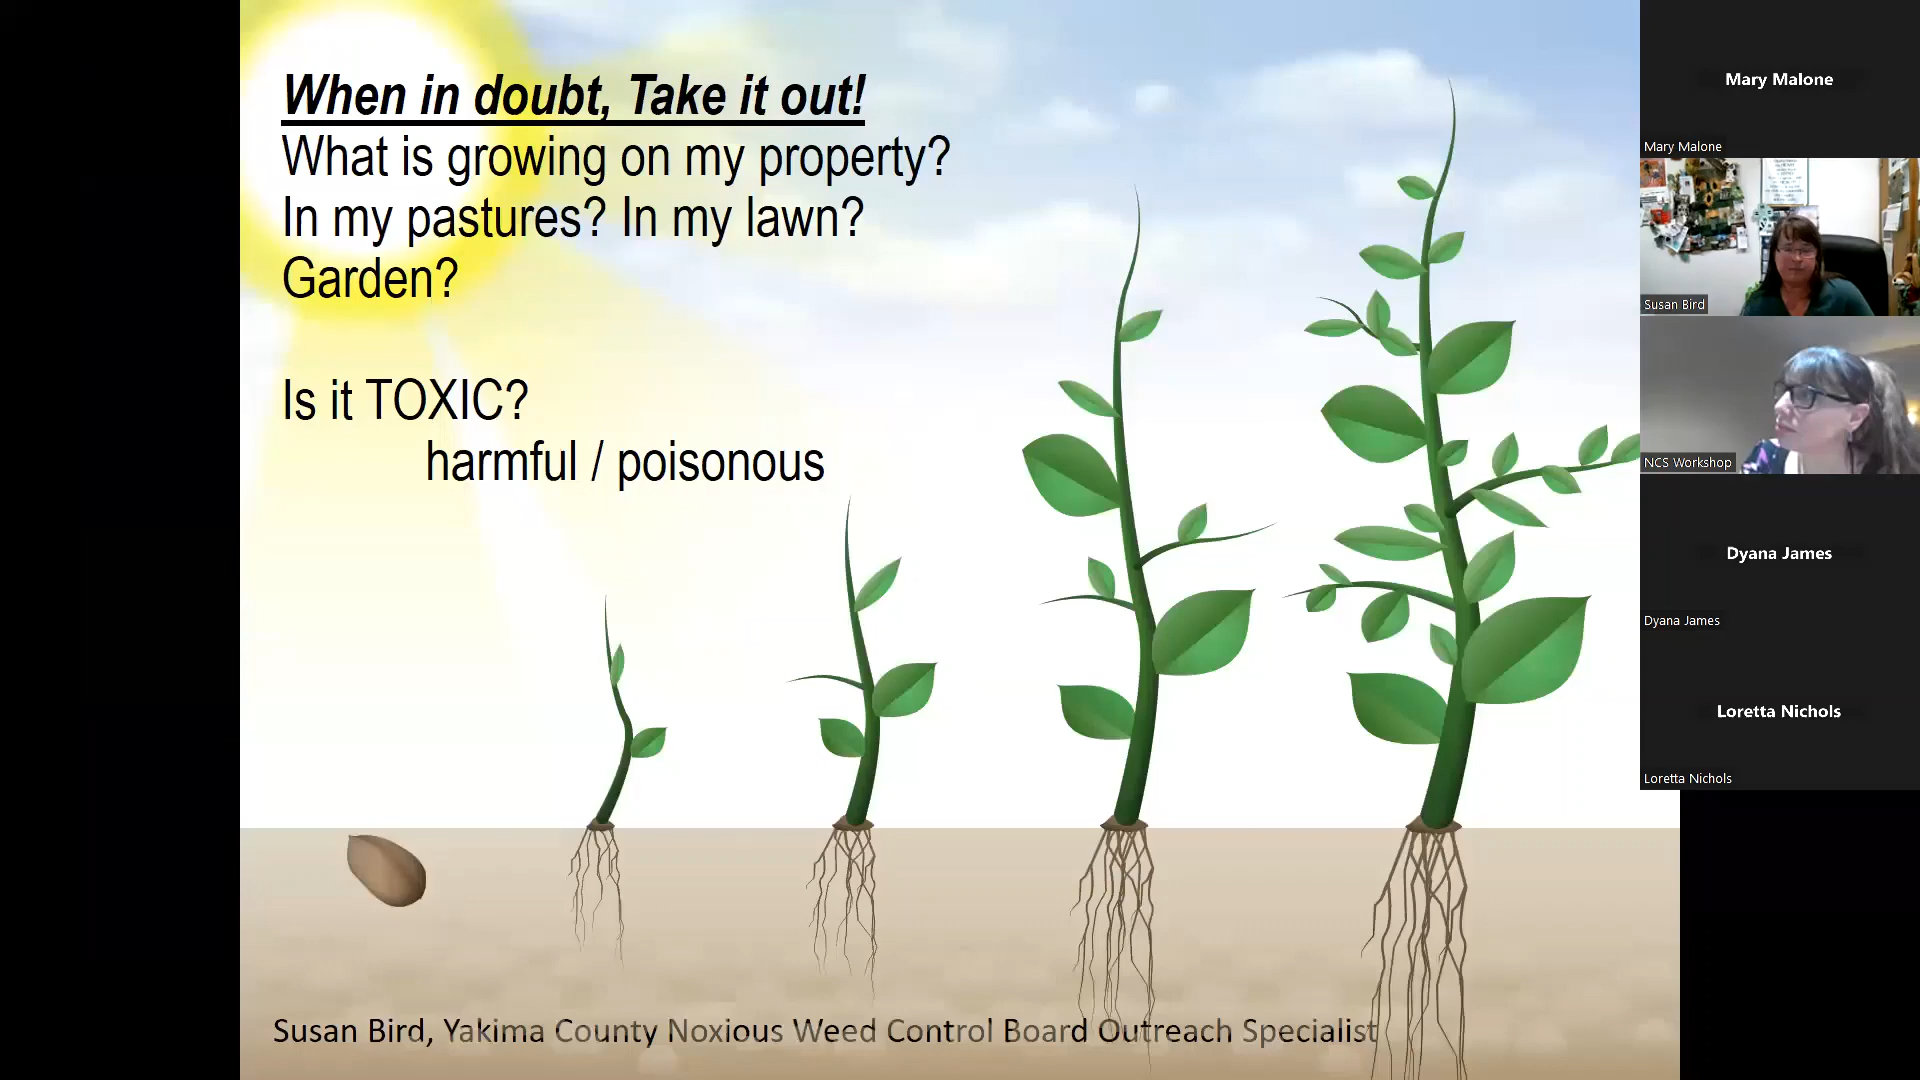 When in doubt, Take it out!
What is growing on my property?
In my pastures? In my lawn?
Garden?
Is it TOXIC?
harmful / poisonous
Susan Bird, Yakima County Noxious Weed Control Board Outreach Specialist
Mary Malone
Mary Malone
Susan Bird
NCS Workshop
Dyana James
Dyana James
Loretta Nichols
Loretta Nichols